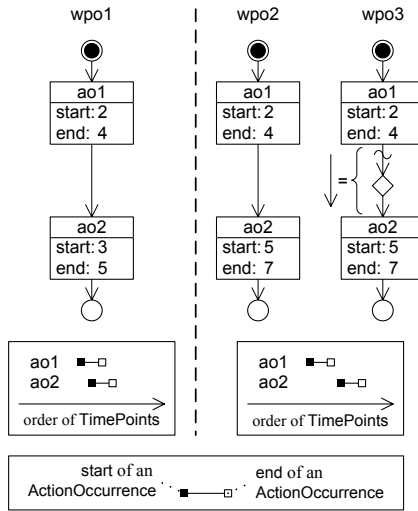 wpo1 wpo2 wpo3
ao1 ao1 ao1
start: 2 start: 2 start: 2
end: 4 end: 4 end: 4
=
ao2 ao2 ao2
start: 3 start: 5 start: 5
end: 5 end: 7 end: 7
ao1 ao1
ao2 ao2
order of TimePoints order of TimePoints
start of an end of an
ActionOccurrence ActionOccurrence